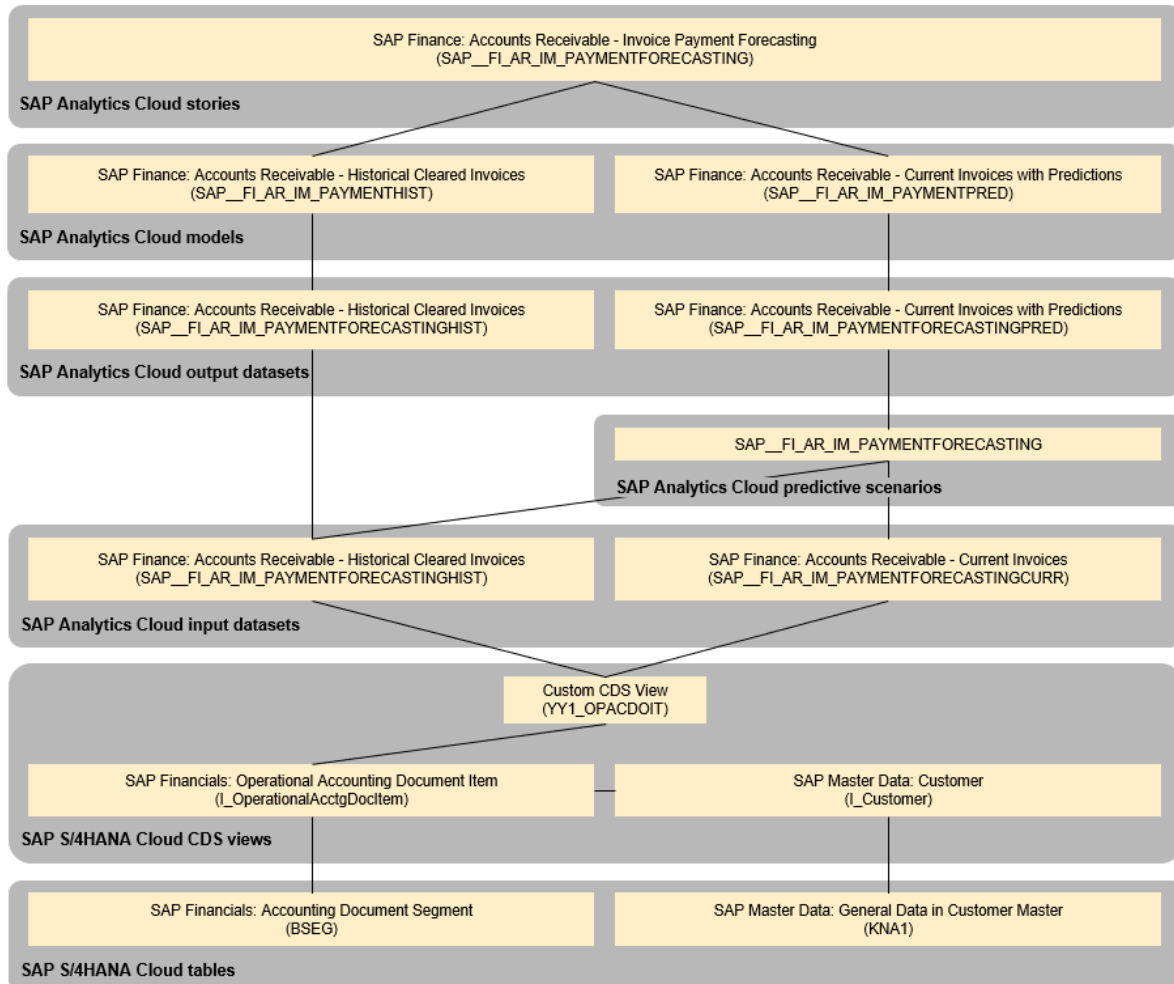 SAP Finance: Accounts Receivable - Invoice Payment Forecasting
(SAP__FI_AR_IM_PAYMENTFORECASTING)
SAP Analytics Cloud stories
SAP Finance: Accounts Receivable - Historical Cleared Invoices
(SAP__FI_AR_IM_PAYMENTHIST)
SAP Finance: Accounts Receivable - Current Invoices with Predictions
(SAP__FI_AR_IM_PAYMENTPRED)
SAP Analytics Cloud models
SAP Finance: Accounts Receivable - Historical Cleared Invoices
(SAP__FI_AR_IM_PAYMENTFORECASTINGHIST)
SAP Finance: Accounts Receivable - Current Invoices with Predictions
(SAP__FI_AR_IM_PAYMENTFORECASTINGPRED)
SAP Analytics Cloud output datasets
SAP__FI_AR_IM_PAYMENTFORECASTING
SAP Analytics Cloud predictive scenarios
SAP Finance: Accounts Receivable - Historical Cleared Invoices
(SAP__FI_AR_IM_PAYMENTFORECASTINGHIST)
SAP Finance: Accounts Receivable - Current Invoices
(SAP__FI_AR_IM_PAYMENTFORECASTINGCURR)
SAP Analytics Cloud input datasets
Custom CDS View
(YY1_OPACDOIT)
SAP Financials: Operational Accounting Document Item
(I_OperationalAcctgDocItem)
SAP Master Data: Customer
(I_Customer)
SAP S/4HANA Cloud CDS views
SAP Financials: Accounting Document Segment
(BSEG)
SAP Master Data: General Data in Customer Master
(KNA1)
SAP S/4HANA Cloud tables